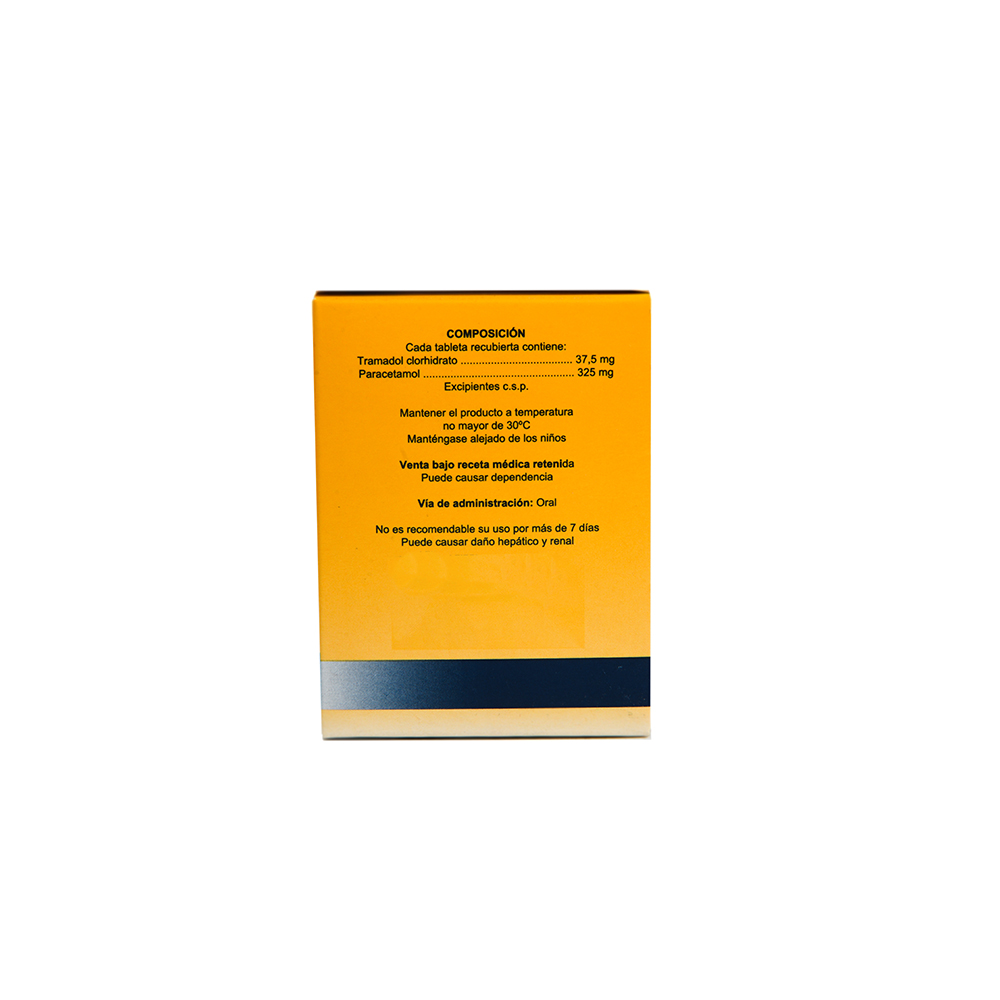 COMPOSICIÓN
Cada tableta recubierta contiene:
Tramadol clorhidrato ..................................... 37,5 mg
Paracetamol .................................................. 325 mg
Excipientes c.s.p.
Mantener el producto a temperatura
no mayor de 30ºC
Manténgase alejado de los niños
Venta bajo receta médica retenida
Puede causar dependencia
Vía de administración: Oral
No es recomendable su uso por más de 7 días
Puede causar daño hepático y renal